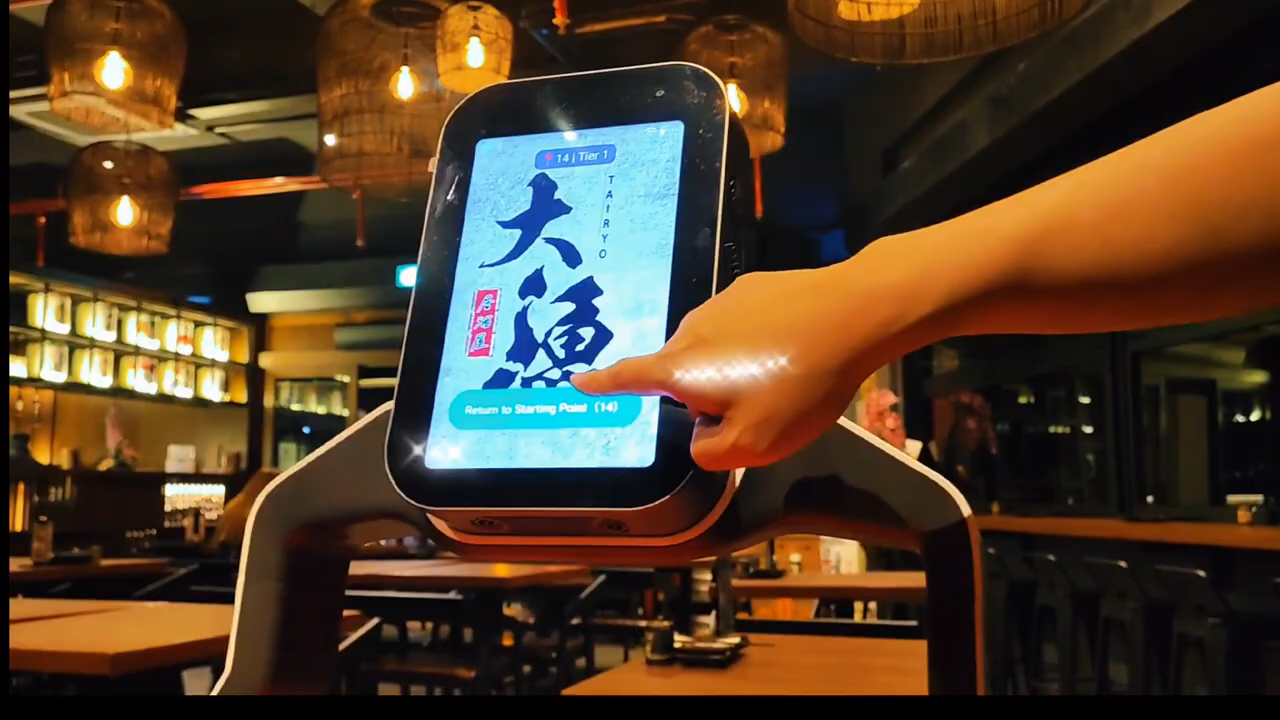 14 | Tier 1
大漁
TAIRYO
居酒屋
Return to Starting Point (14)